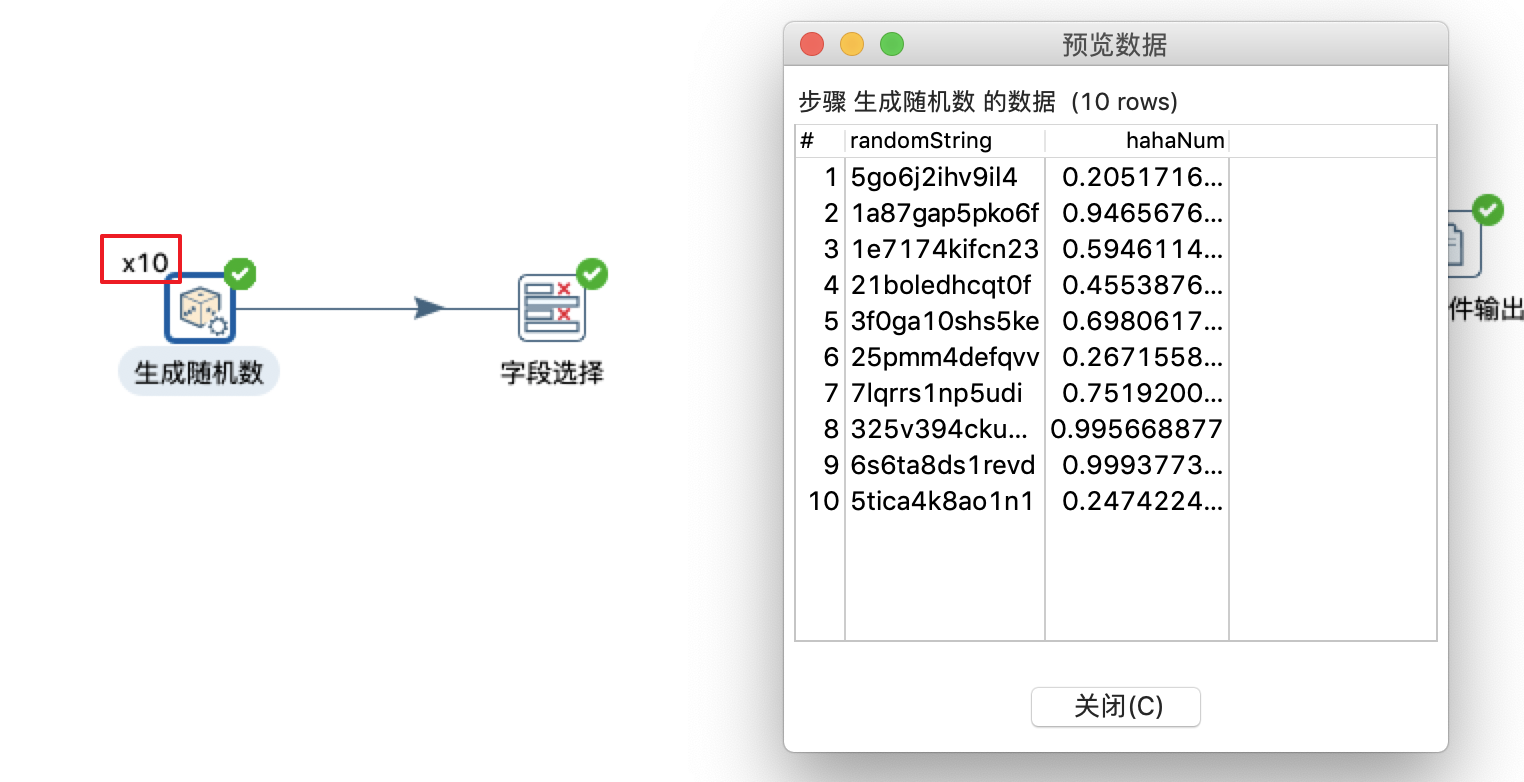 x10
生成随机数
字段选择
预览数据
步骤 生成随机数 的数据 (10 rows)
# randomString hahaNum
1 5go6j2ihv9il4 0.2051716...
2 1a87gap5pko6f 0.9465676...
3 1e7174kifcn23 0.5946114...
4 21boledhcqt0f 0.4553876...
5 3f0ga10shs5ke 0.6980617...
6 25pmm4defqvv 0.2671558...
7 7lqrrs1np5udi 0.7519200...
8 325v394cku... 0.995668877
9 6s6ta8ds1revd 0.9993773...
10 5tica4k8ao1n1 0.2474224...
关闭(C)
件输出